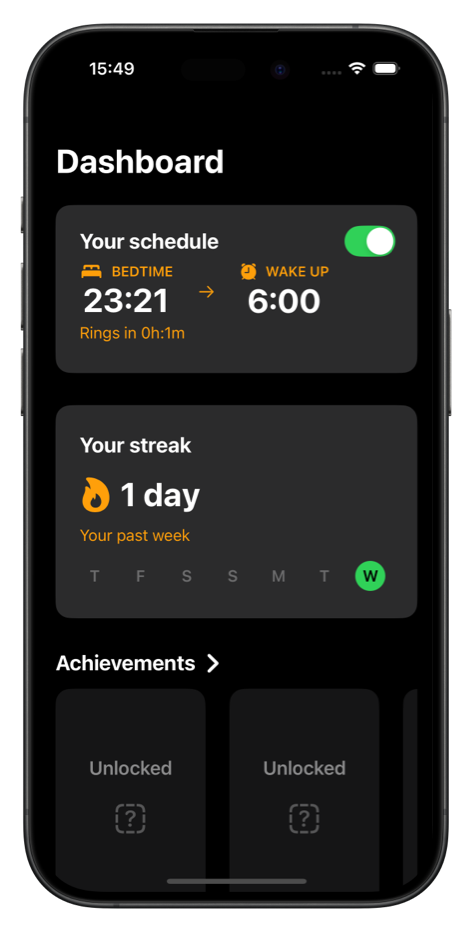 15:49
Dashboard
Your schedule
BEDTIME
WAKE UP
23:21 → 6:00
Rings in 0h:1m
Your streak
1 day
Your past week
T F S S M T W
Achievements >
Unlocked Unlocked
? ?